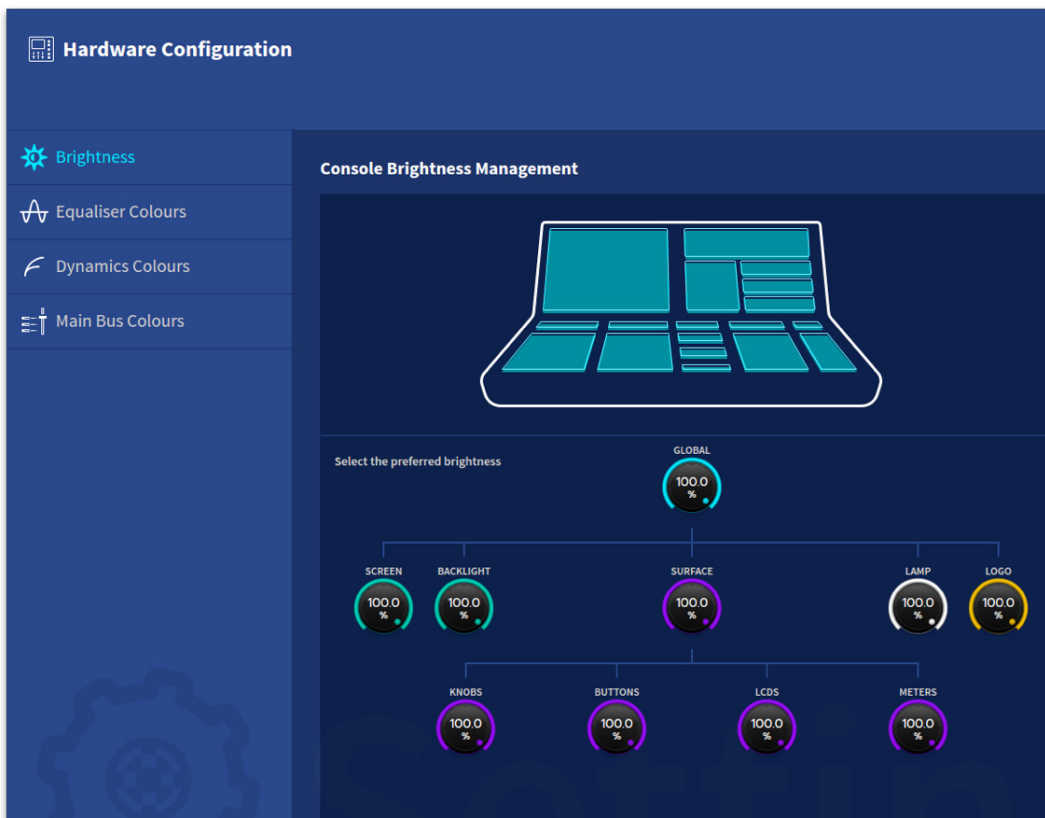 Hardware Configuration
Brightness
Equaliser Colours
Dynamics Colours
Main Bus Colours
Console Brightness Management
Select the preferred brightness
GLOBAL
100.0
%
SCREEN BACKLIGHT SURFACE LAMP LOGO
100.0 100.0 100.0 100.0 100.0
% % % % %
KNOBS BUTTONS LCDS METERS
100.0 100.0 100.0 100.0
% % % %